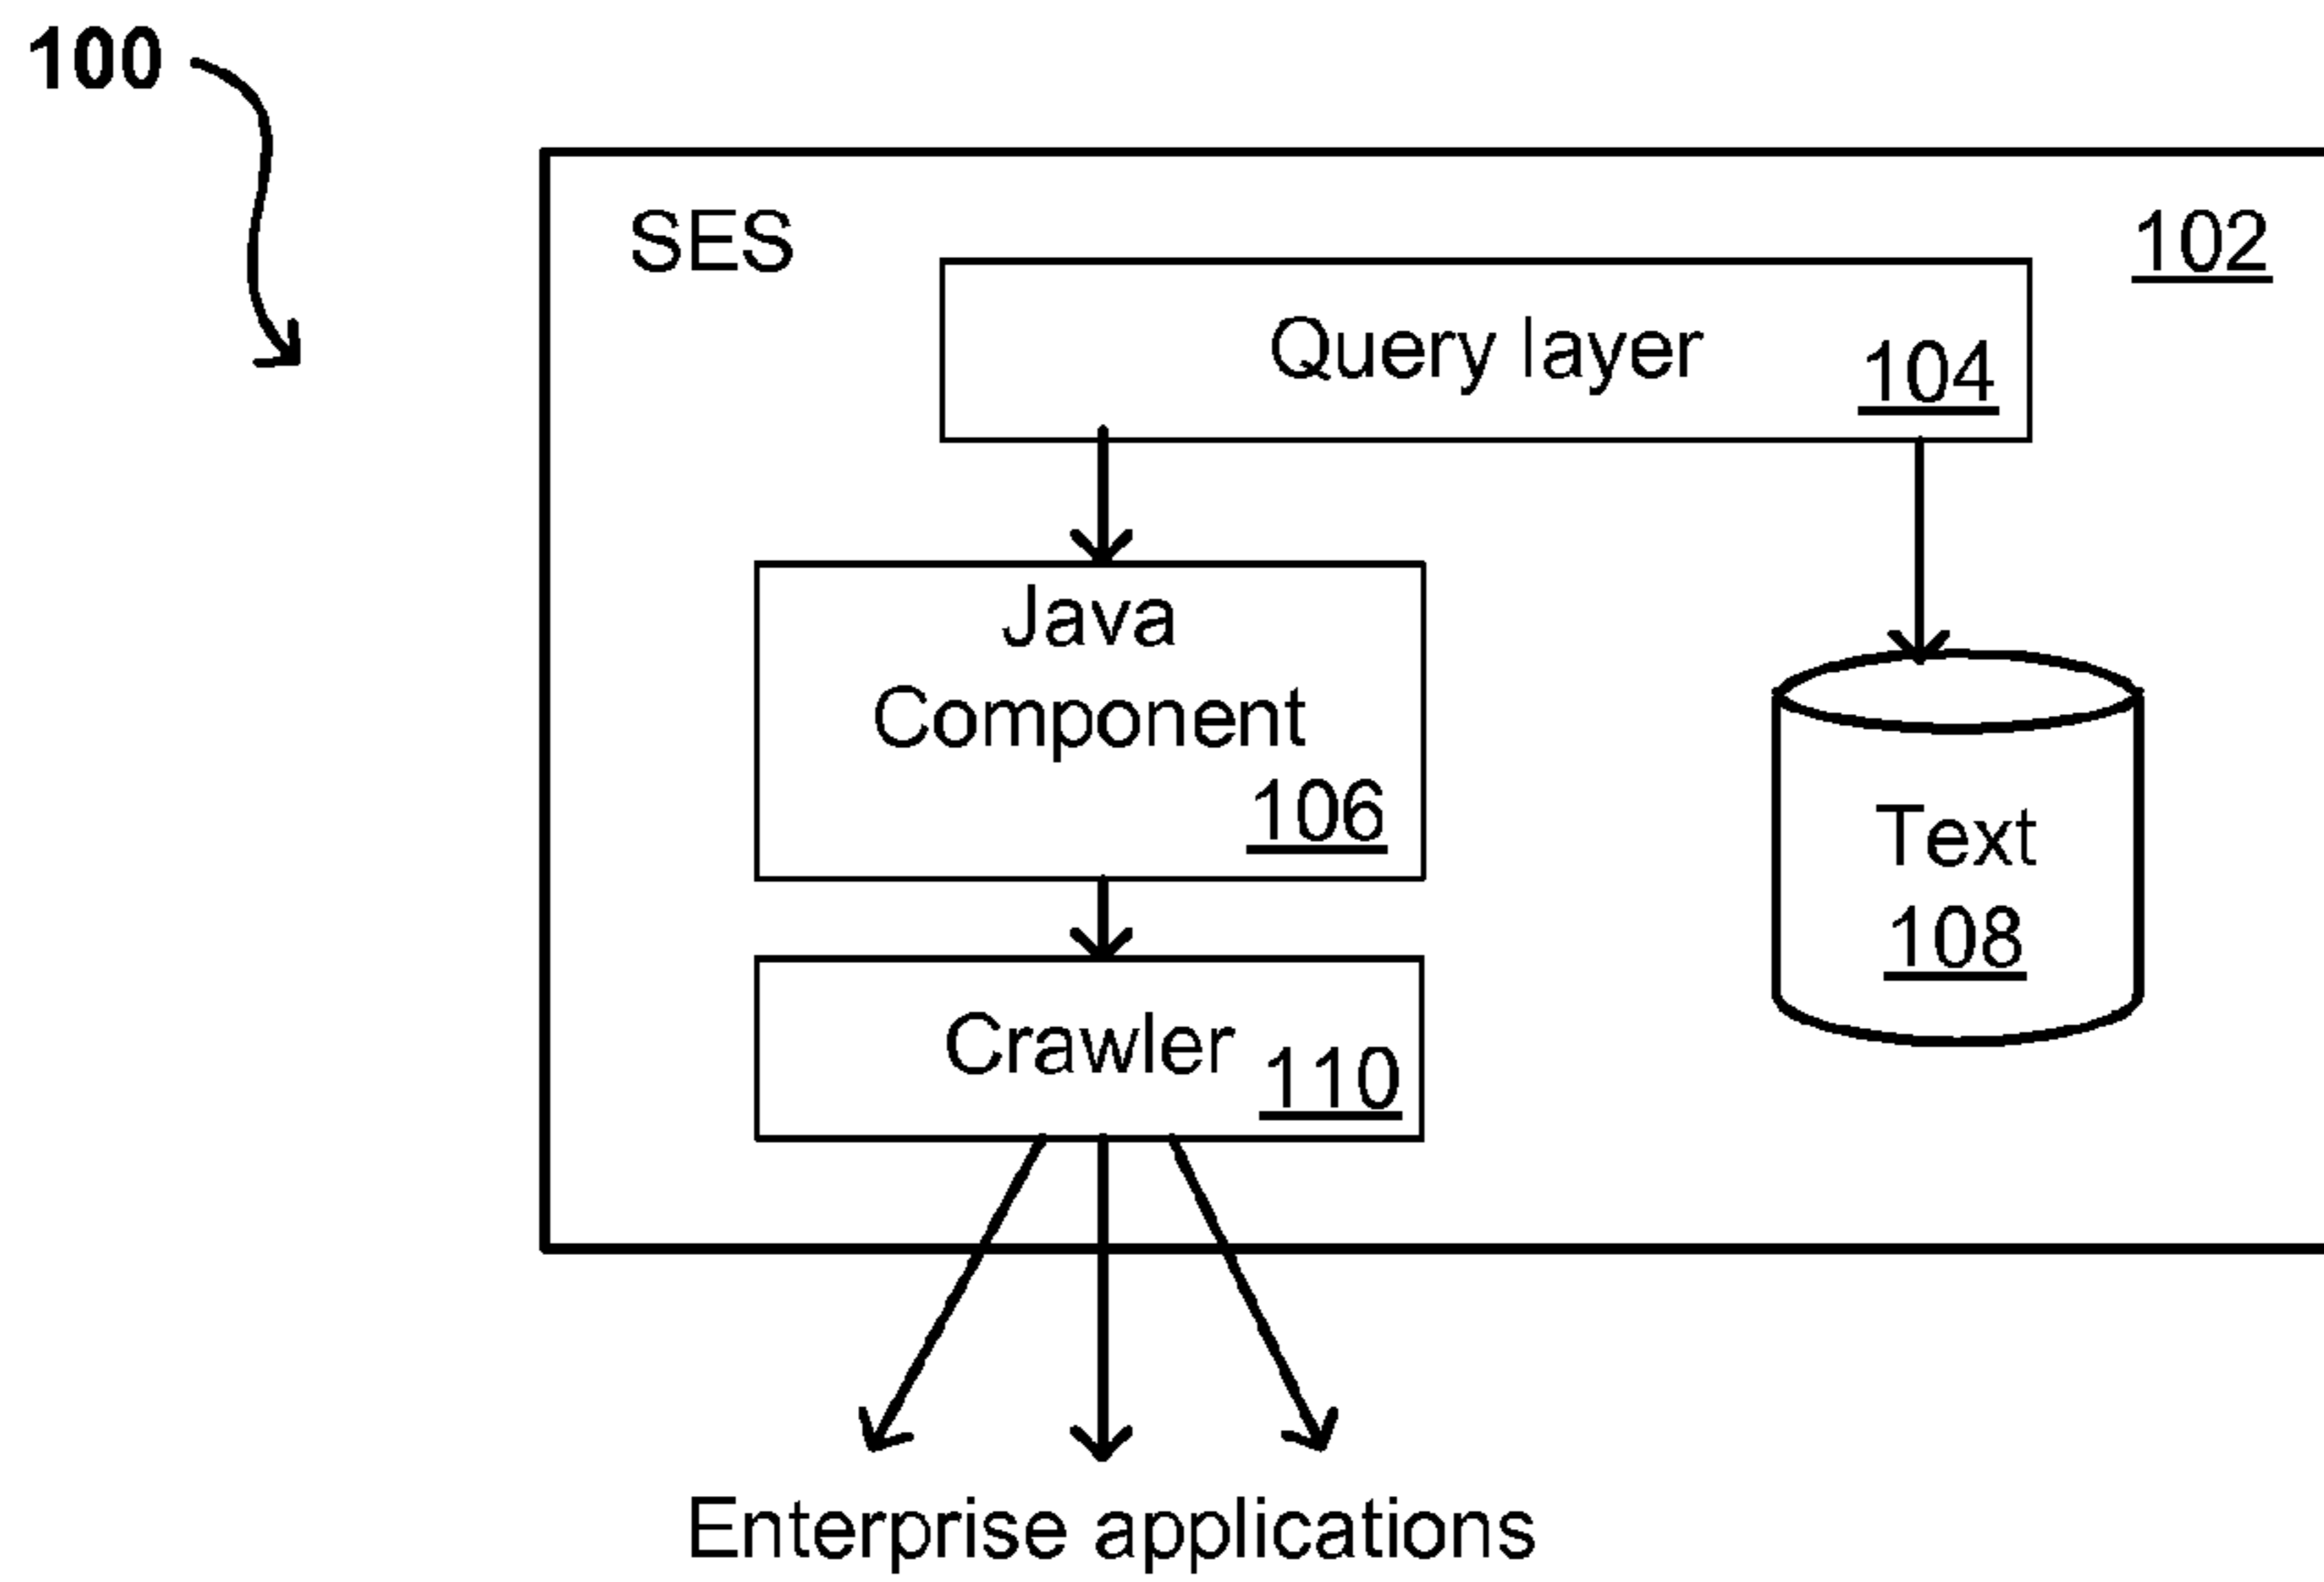 100
SES
102
Query layer
104
Java
Component
106
Text
108
Crawler
110
Enterprise applications